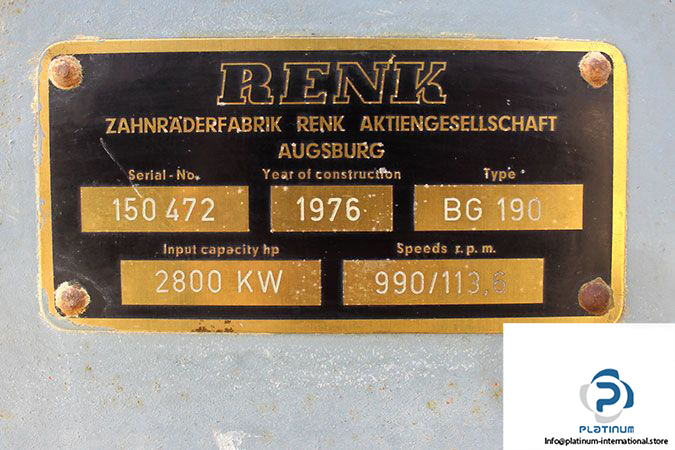 RENK
ZAHNRÄDERFABRIK RENK AKTIENGESELLSCHAFT
AUGSBURG
Serial-No. Year of construction Type
150 472 1976 BG 190
Input capacity hp Speeds r.p.m.
2800 KW 990/113,6
PLATINUM
Info@platinum-international.store